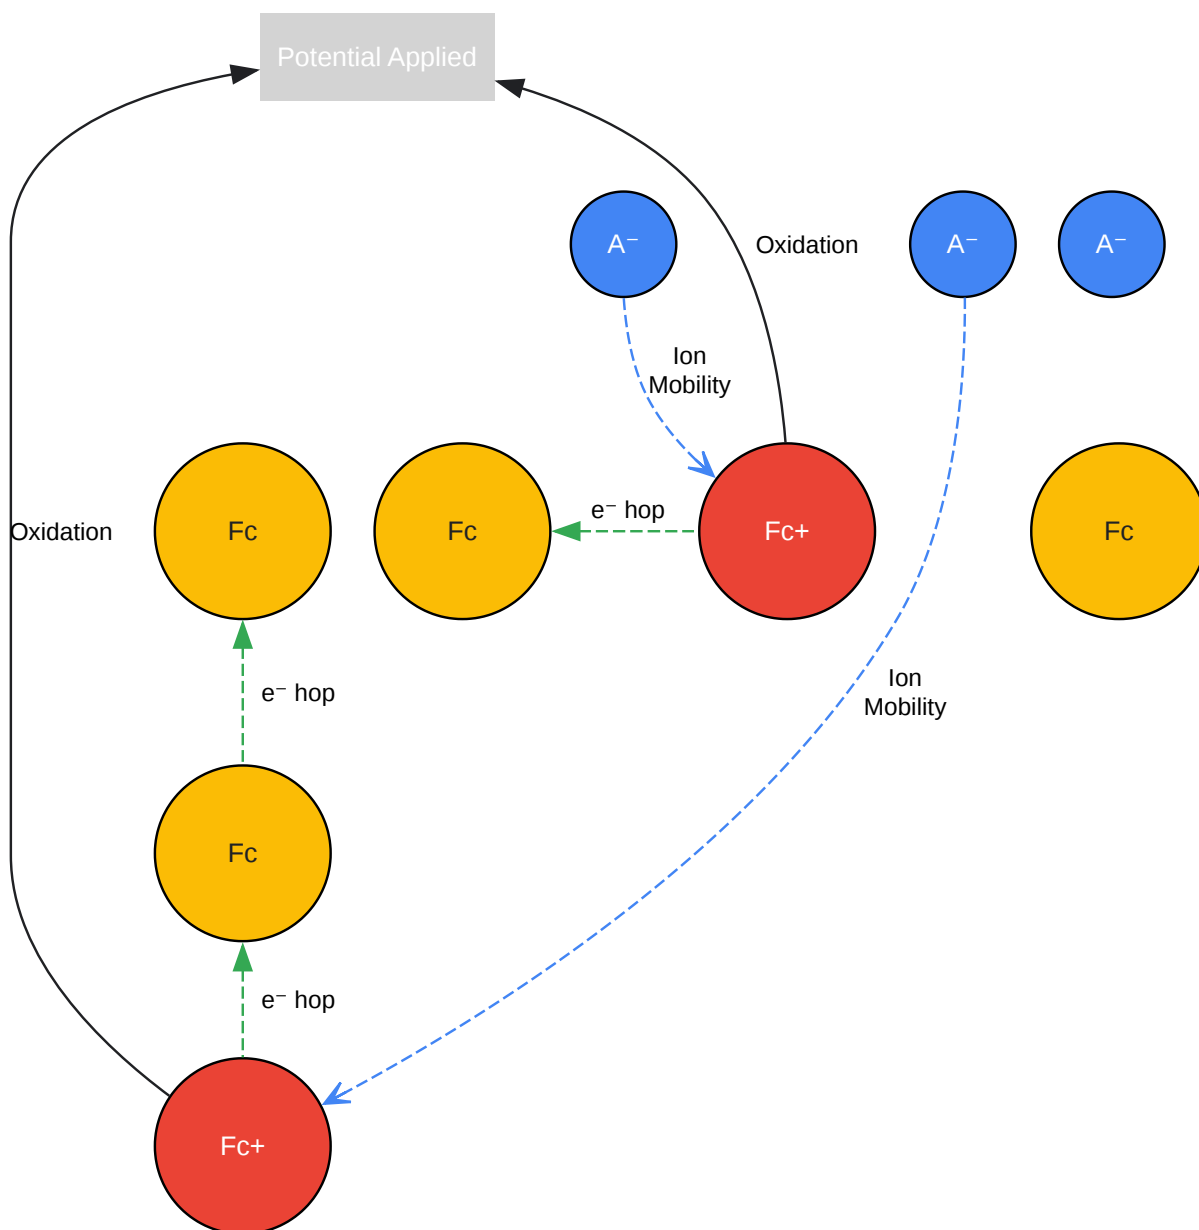 Potential Applied
A⁻
Oxidation
A⁻
A⁻
Ion
Mobility
Oxidation
Fc
Fc
e⁻ hop
Fc+
Fc
e⁻ hop
Ion
Mobility
Fc
e⁻ hop
Fc+